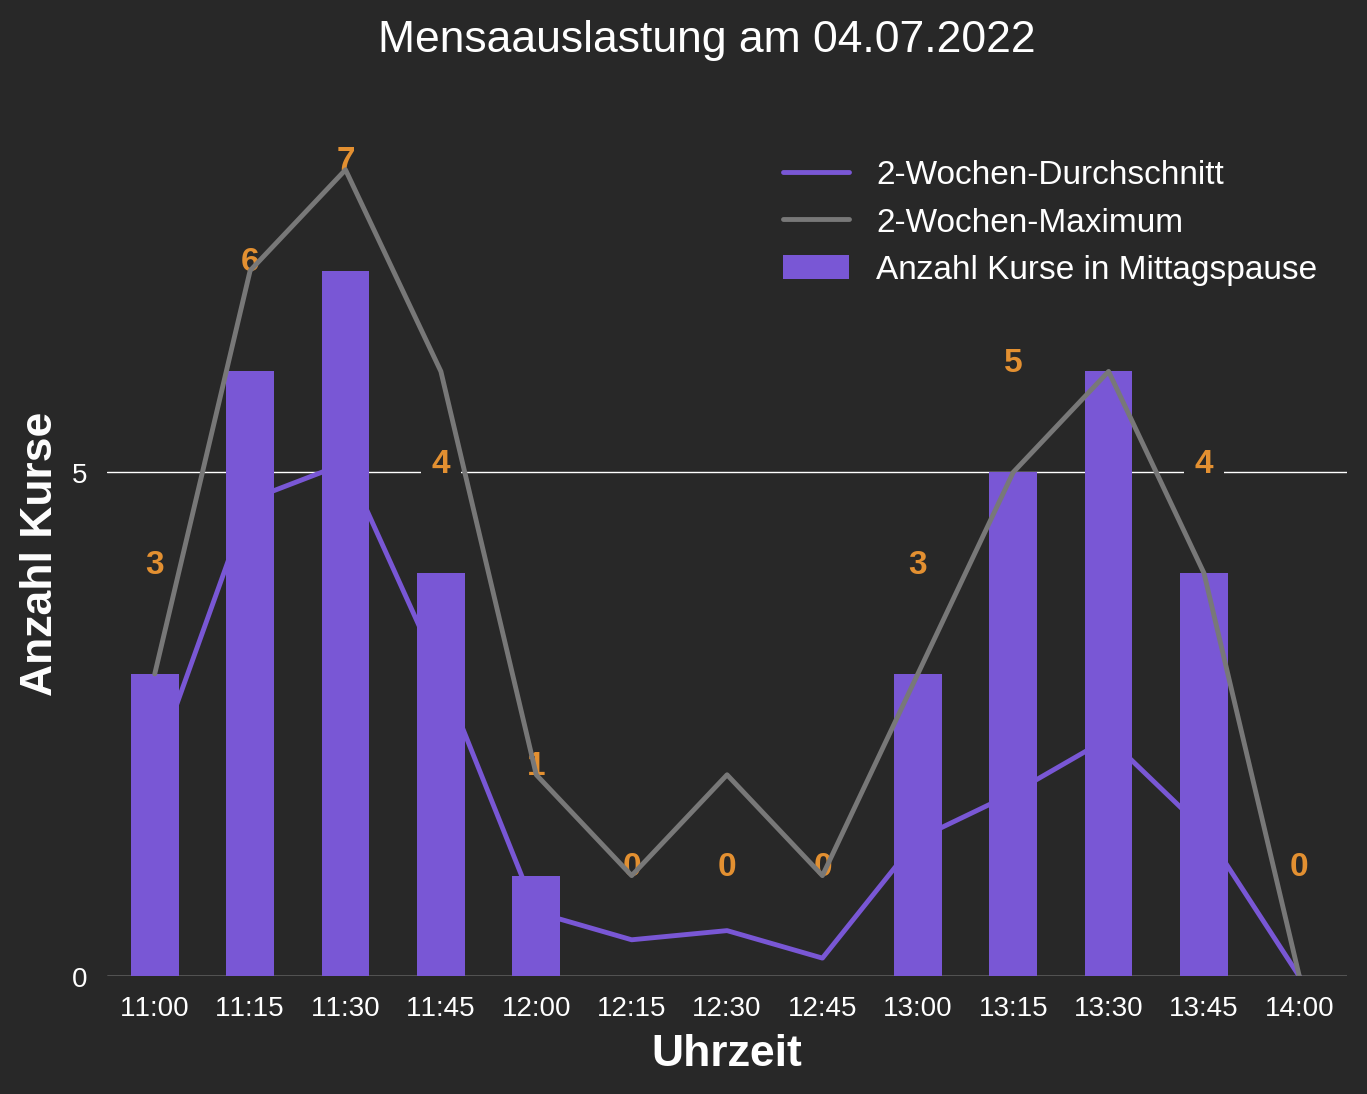 Mensaauslastung am 04.07.2022
2-Wochen-Durchschnitt
2-Wochen-Maximum
Anzahl Kurse in Mittagspause
Anzahl Kurse
5
0
3
6
7
4
1
0
0
0
3
5
4
0
11:00 11:15 11:30 11:45 12:00 12:15 12:30 12:45 13:00 13:15 13:30 13:45 14:00
Uhrzeit